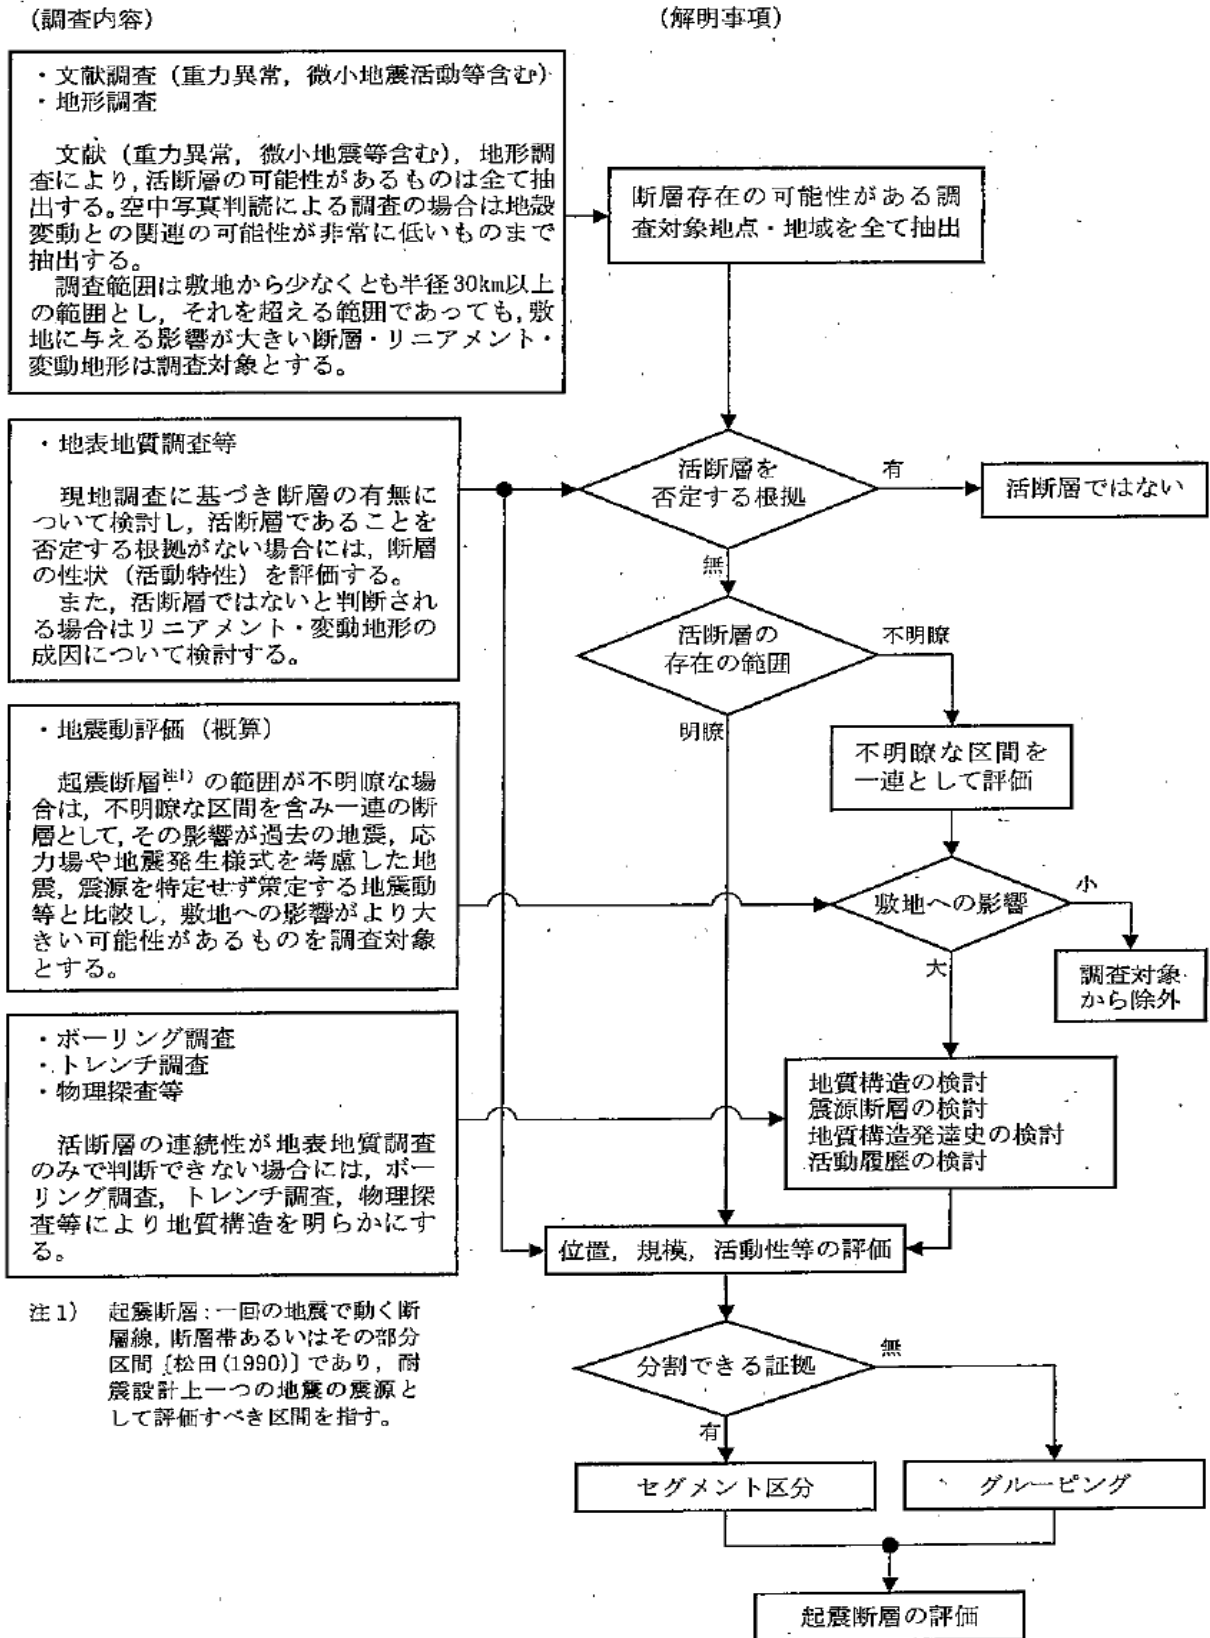 (調査内容)
(解明事項)
・文献調査（重力異常，微小地震活動等含む）
・地形調査
文献（重力異常，微小地震等含む），地形調
査により，活断層の可能性があるものは全て抽
出する。空中写真判読による調査の場合は地殻
変動との関連の可能性が非常に低いものまで
抽出する。
調査範囲は敷地から少なくとも半径30km以上
の範囲とし，それを超える範囲であっても，敷
地に与える影響が大きい断層・リニアメント・
変動地形は調査対象とする。
断層存在の可能性がある調
査対象地点・地域を全て抽出
・地表地質調査等
現地調査に基づき断層の有無に
ついて検討し，活断層であることを
否定する根拠がない場合には，断層
の性状（活動特性）を評価する。
また，活断層ではないと判断され
る場合はリニアメント・変動地形の
成因について検討する。
活断層を
否定する根拠
有
活断層ではない
無
活断層の
存在の範囲
不明瞭
明瞭
不明瞭な区間を
一連として評価
・地震動評価（概算）
起震断層注1）の範囲が不明瞭な場
合は，不明瞭な区間を含み一連の断
層として，その影響が過去の地震，応
力場や地震発生様式を考慮した地
震，震源を特定せず策定する地震動
等と比較し，敷地への影響がより大
きい可能性があるものを調査対象
とする。
敷地への影響
小
大
調査対象
から除外
・ボーリング調査
・トレンチ調査
・物理探査等
活断層の連続性が地表地質調査
のみで判断できない場合には，ボー
リング調査，トレンチ調査，物理探
査等により地質構造を明らかにす
る。
地質構造の検討
震源断層の検討
地質構造発達史の検討
活動履歴の検討
位置，規模，活動性等の評価
注1） 起震断層：一回の地震で動く断
層線，断層帯あるいはその部分
区間〔松田(1990)〕であり，耐
震設計上一つの地震の震源と
して評価すべき区間を指す。
分割できる証拠
無
有
セグメント区分
グルーピング
起震断層の評価